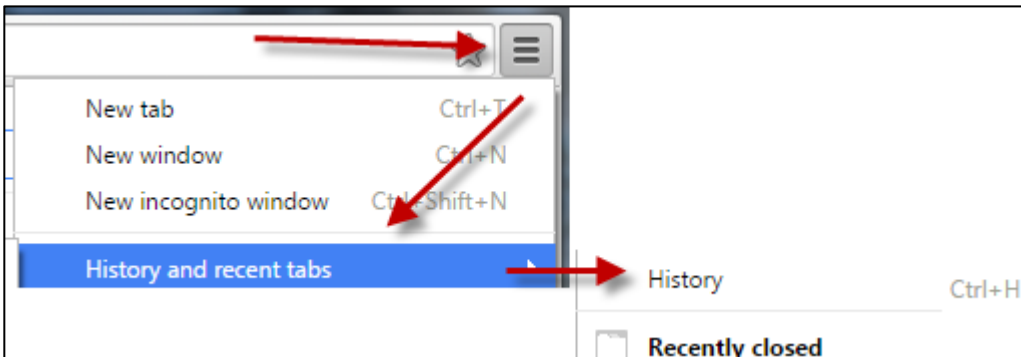 New tab Ctrl+T
New window Ctrl+N
New incognito window Ctrl+Shift+N
History and recent tabs
History Ctrl+H
Recently closed